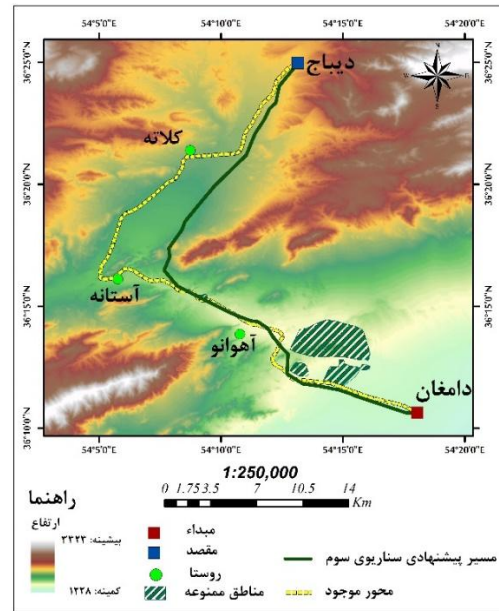 54°5'0"E 54°10'0"E 54°15'0"E 54°20'0"E
36°25'0"N 36°25'0"N
دیباج
کلاته
36°20'0"N 36°20'0"N
آستانه
36°15'0"N 36°15'0"N
آهوانو
دامغان
36°10'0"N 36°10'0"N
54°5'0"E 54°10'0"E 54°15'0"E 54°20'0"E
1:250,000
0 1.75 3.5 7 10.5 14
Km
راهنما
ارتفاع
بیشینه: ۳۲۲۳
کمینه: ۱۲۲۸
مبداء
مقصد
روستا
مناطق ممنوعه
مسیر پیشنهادی سناریوی سوم
محور موجود